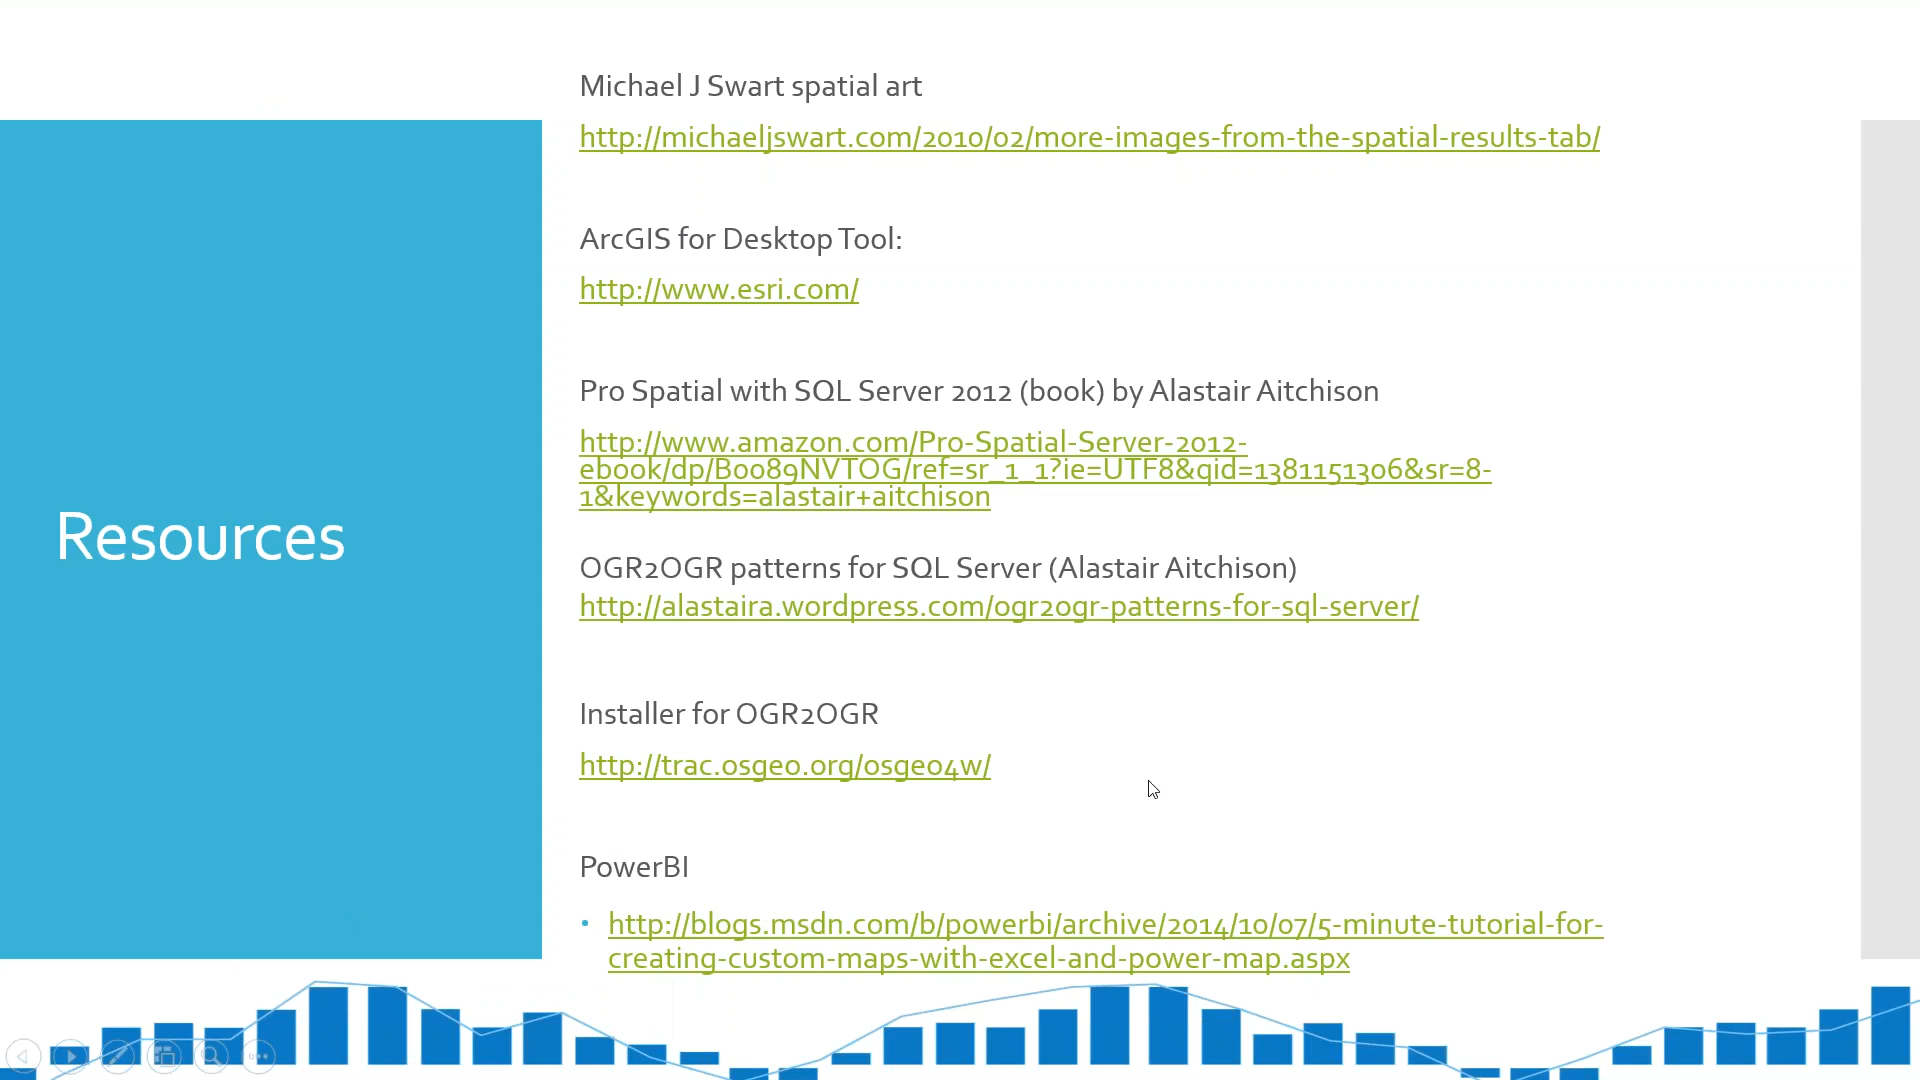 Michael J Swart spatial art
http://michaeljswart.com/2010/02/more-images-from-the-spatial-results-tab/
ArcGIS for Desktop Tool:
http://www.esri.com/
Pro Spatial with SQL Server 2012 (book) by Alastair Aitchison
http://www.amazon.com/Pro-Spatial-Server-2012-
ebook/dp/B0089NVTOG/ref=sr_1_1?ie=UTF8&qid=1381151306&sr=8-
1&keywords=alastair+aitchison
Resources
OGR2OGR patterns for SQL Server (Alastair Aitchison)
http://alastaira.wordpress.com/ogr2ogr-patterns-for-sql-server/
Installer for OGR2OGR
http://trac.osgeo.org/osgeo4w/
PowerBI
• http://blogs.msdn.com/b/powerbi/archive/2014/10/07/5-minute-tutorial-for-
creating-custom-maps-with-excel-and-power-map.aspx